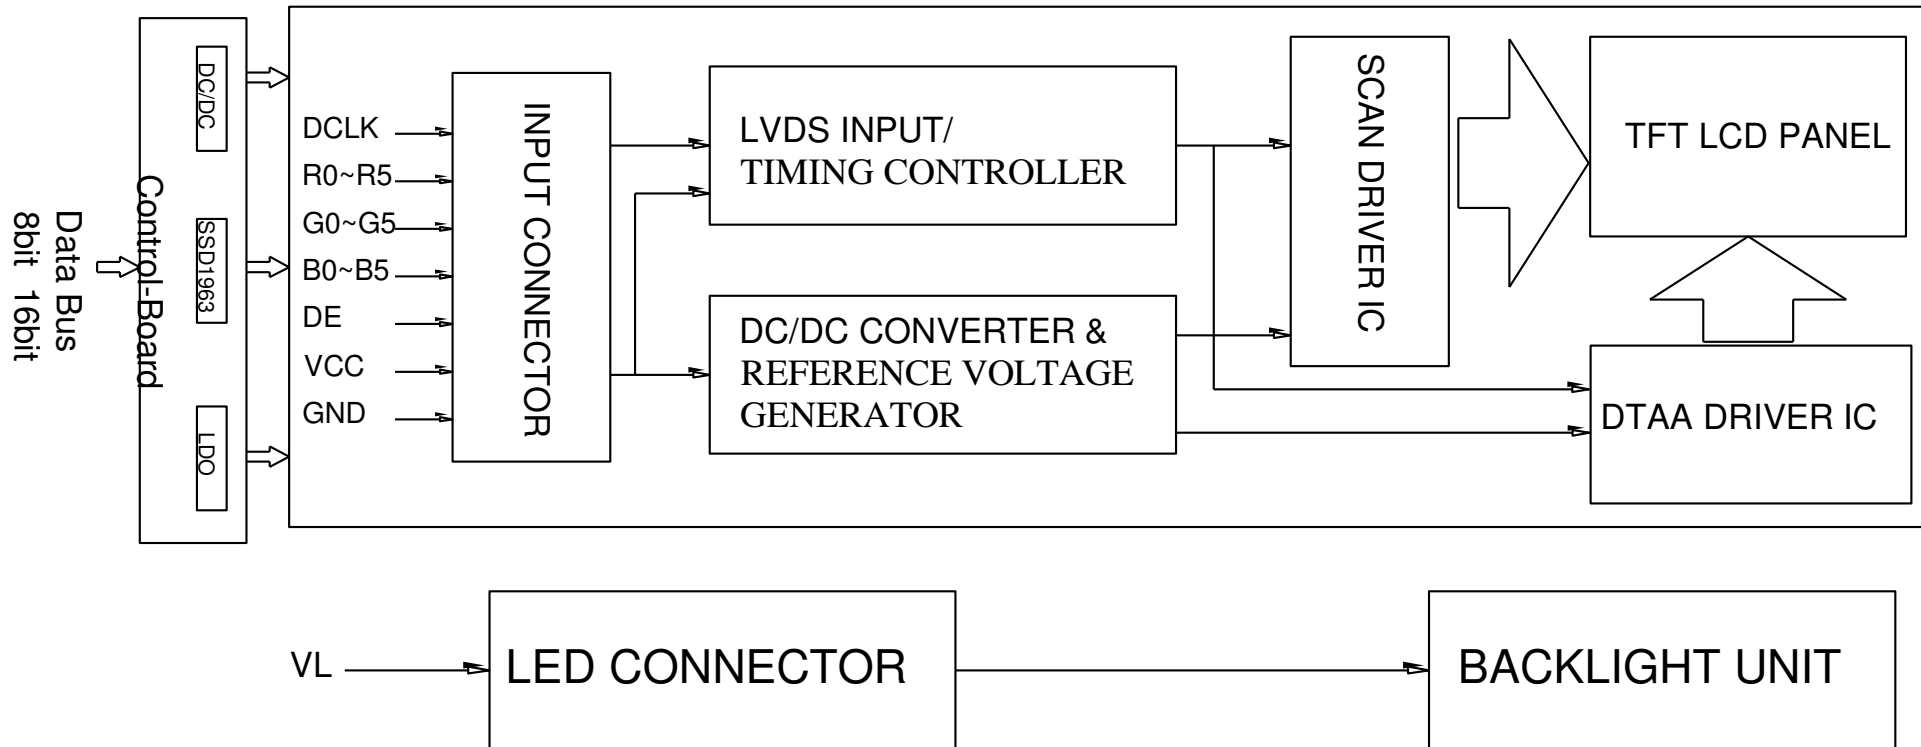 Data Bus
8bit 16bit
Control-Board
DC/DC
SSD1963
LDO
DCLK
R0~R5
G0~G5
B0~B5
DE
VCC
GND
INPUT CONNECTOR
LVDS INPUT/
TIMING CONTROLLER
DC/DC CONVERTER &
REFERENCE VOLTAGE
GENERATOR
SCAN DRIVER IC
TFT LCD PANEL
DTAA DRIVER IC
VL
LED CONNECTOR
BACKLIGHT UNIT